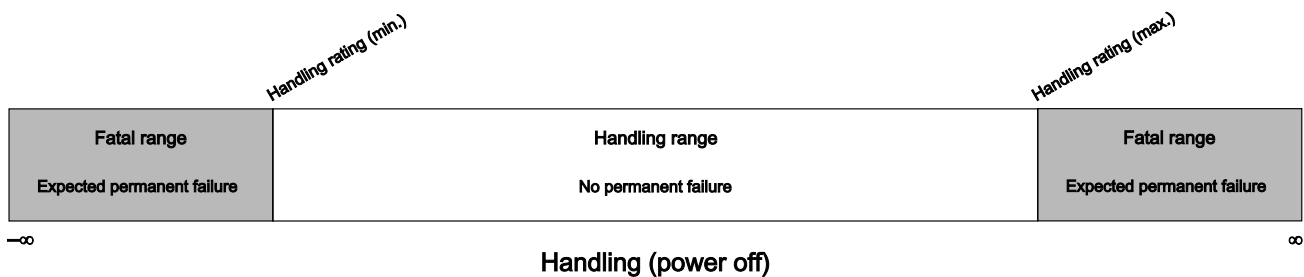 Handling rating (min.)
Handling rating (max.)
Fatal range
Handling range
Fatal range
Expected permanent failure
No permanent failure
Expected permanent failure
–∞
∞
Handling (power off)